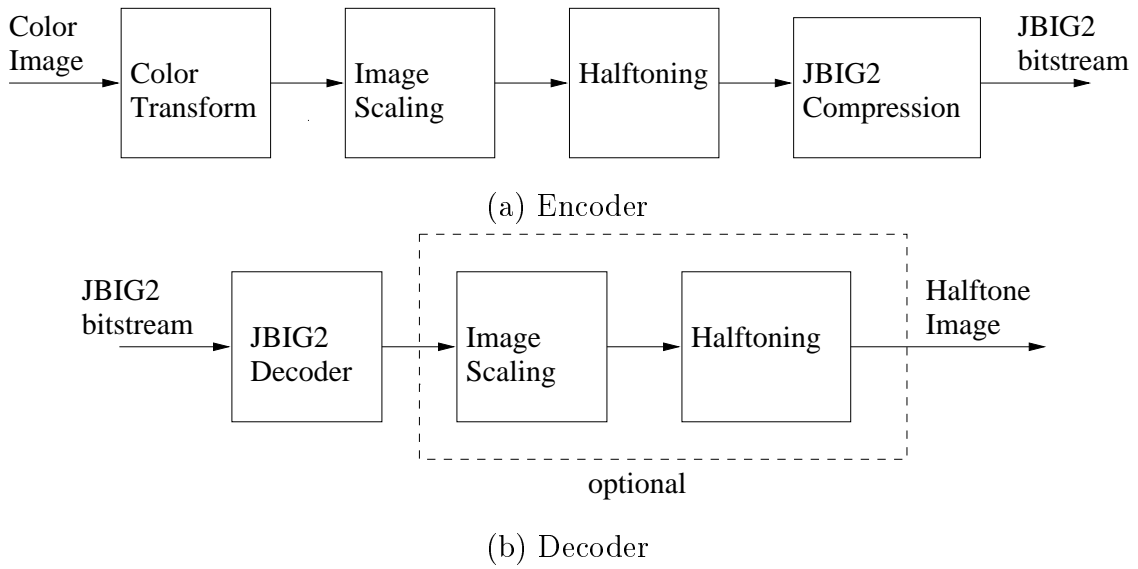 Color
Image
Color
Transform
Image
Scaling
Halftoning
JBIG2
Compression
JBIG2
bitstream
(a) Encoder
JBIG2
bitstream
JBIG2
Decoder
Image
Scaling
Halftoning
Halftone
Image
optional
(b) Decoder